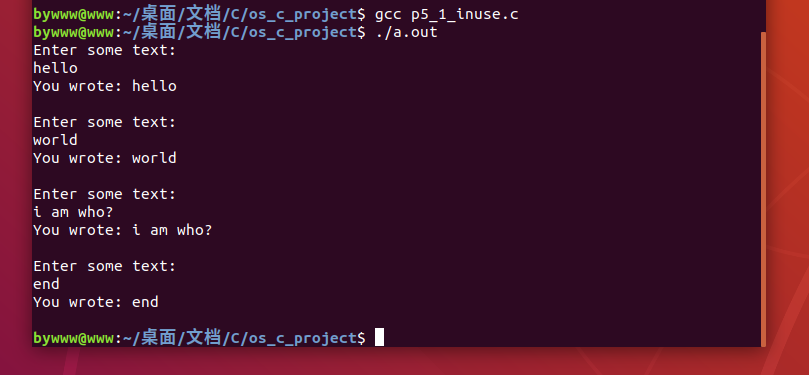 bywww@www:~/桌面/文档/C/os_c_project$ gcc p5_1_inuse.c
bywww@www:~/桌面/文档/C/os_c_project$ ./a.out
Enter some text:
hello
You wrote: hello
Enter some text:
world
You wrote: world
Enter some text:
i am who?
You wrote: i am who?
Enter some text:
end
You wrote: end
bywww@www:~/桌面/文档/C/os_c_project$